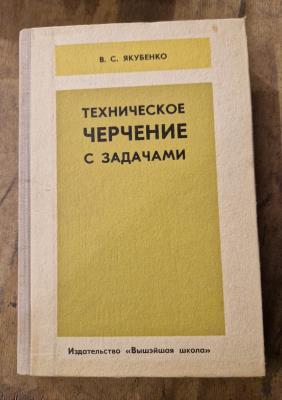 В. С. ЯКУБЕНКО
ТЕХНИЧЕСКОЕ
ЧЕРЧЕНИЕ
С ЗАДАЧАМИ
Издательство «Вышэйшая школа»